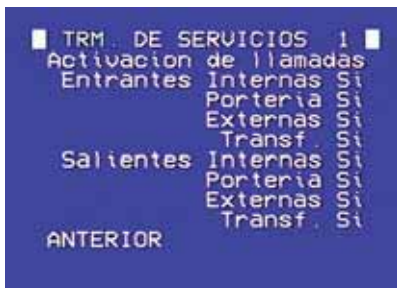 TRM. DE SERVICIOS 1
Activacion de llamadas
Entrantes Internas Si
Porteria Si
Externas Si
Transf. Si
Salientes Internas Si
Porteria Si
Externas Si
Transf. Si
ANTERIOR